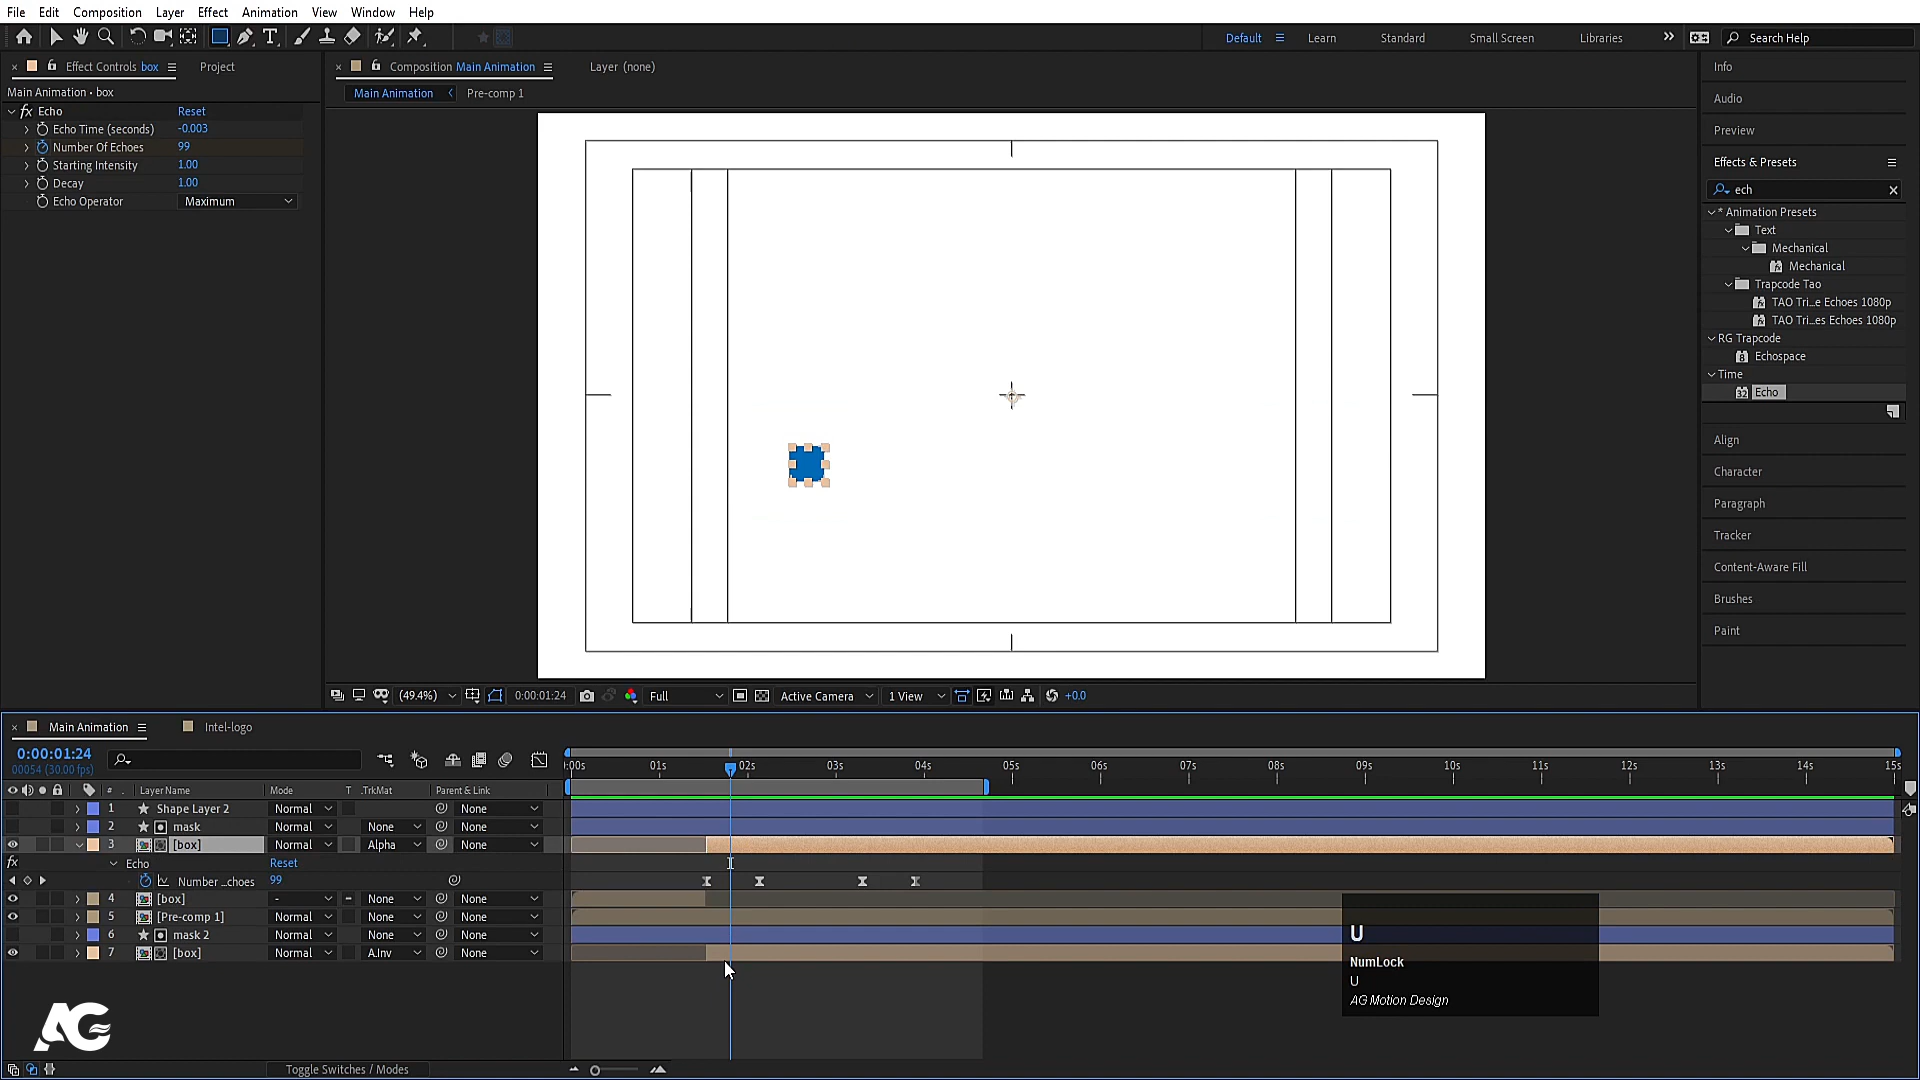 File Edit Composition Layer Effect Animation View Window Help
Default Learn Standard Small Screen Libraries Search Help
Effect Controls box Project
Composition Main Animation Layer (none)
Main Animation Pre-comp 1
Main Animation • box
fx Echo Reset
Echo Time (seconds) -0.003
Number Of Echoes 99
Starting Intensity 1.00
Decay 1.00
Echo Operator Maximum
Info
Audio
Preview
Effects & Presets
ech
* Animation Presets
Text
Mechanical
Mechanical
Trapcode Tao
TAO Tri...e Echoes 1080p
TAO Tri...es Echoes 1080p
RG Trapcode
Echospace
Time
Echo
Align
Character
Paragraph
Tracker
Content-Aware Fill
Brushes
Paint
(49.4%) 0:00:01:24 Full Active Camera 1 View +0.0
Main Animation Intel-logo
0:00:01:24
00054 (30.00 fps)
:00s 01s 02s 03s 04s 05s 06s 07s 08s 09s 10s 11s 12s 13s 14s 15s
# Layer Name Mode T .TrkMat Parent & Link
1 Shape Layer 2 Normal None
2 mask Normal None None
3 [box] Normal Alpha None
fx Echo Reset
Number ...choes 99
4 [box] - None None
5 [Pre-comp 1] Normal None None
6 mask 2 Normal None None
7 [box] Normal A.Inv None
U
NumLock
U
AG Motion Design
AG
Toggle Switches / Modes